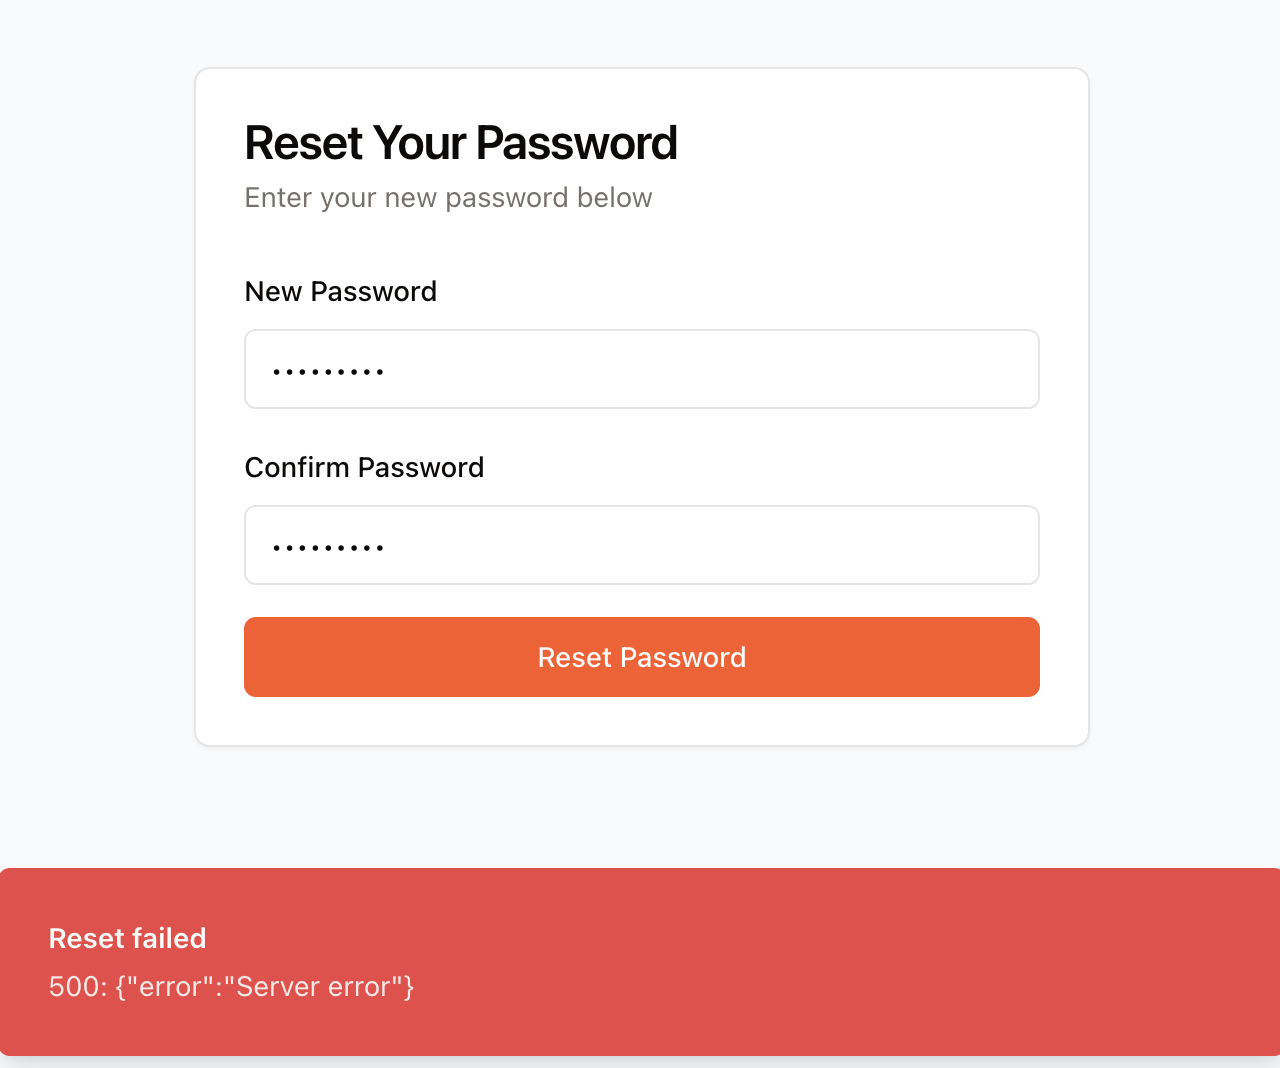 Reset Your Password
Enter your new password below
New Password
•••••••••
Confirm Password
•••••••••
Reset Password
Reset failed
500: {"error":"Server error"}